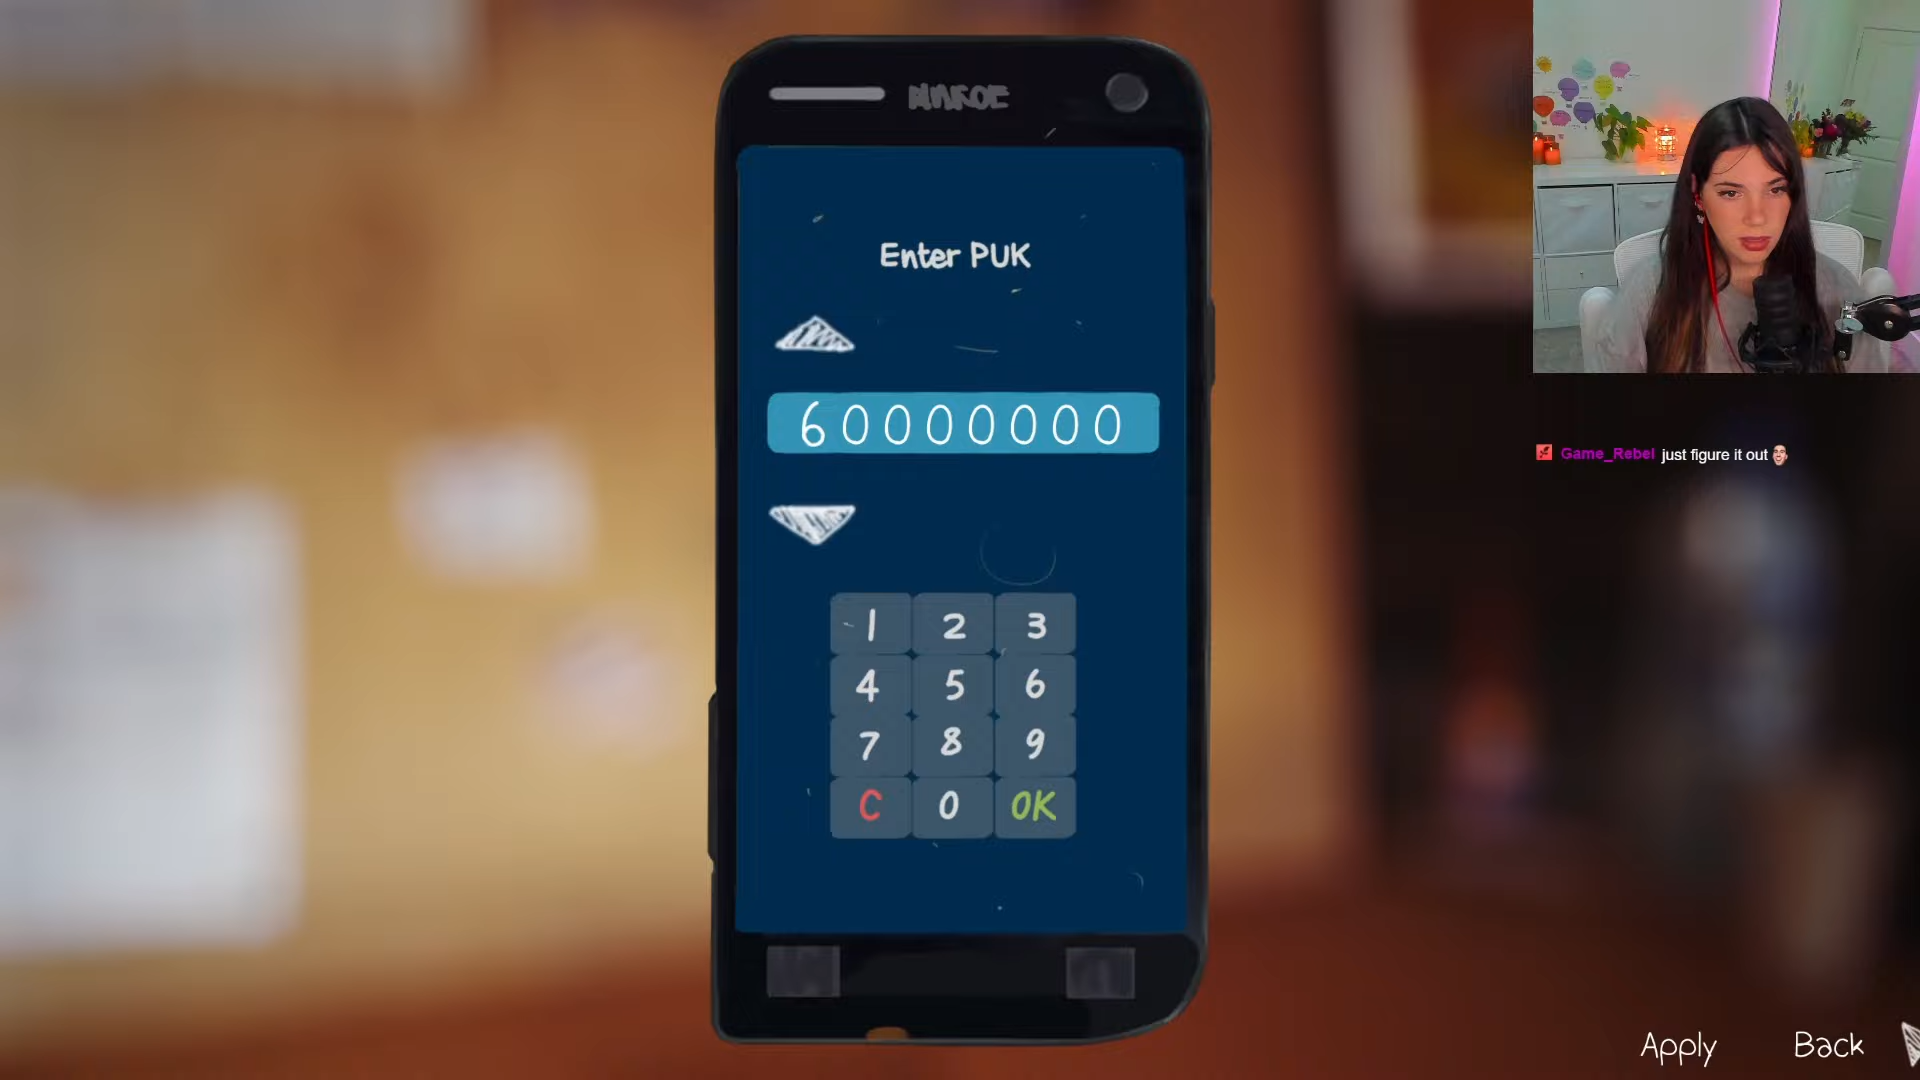 Enter PUK
60000000
1 2 3
4 5 6
7 8 9
C 0 OK
Game_Rebel just figure it out
Apply Back